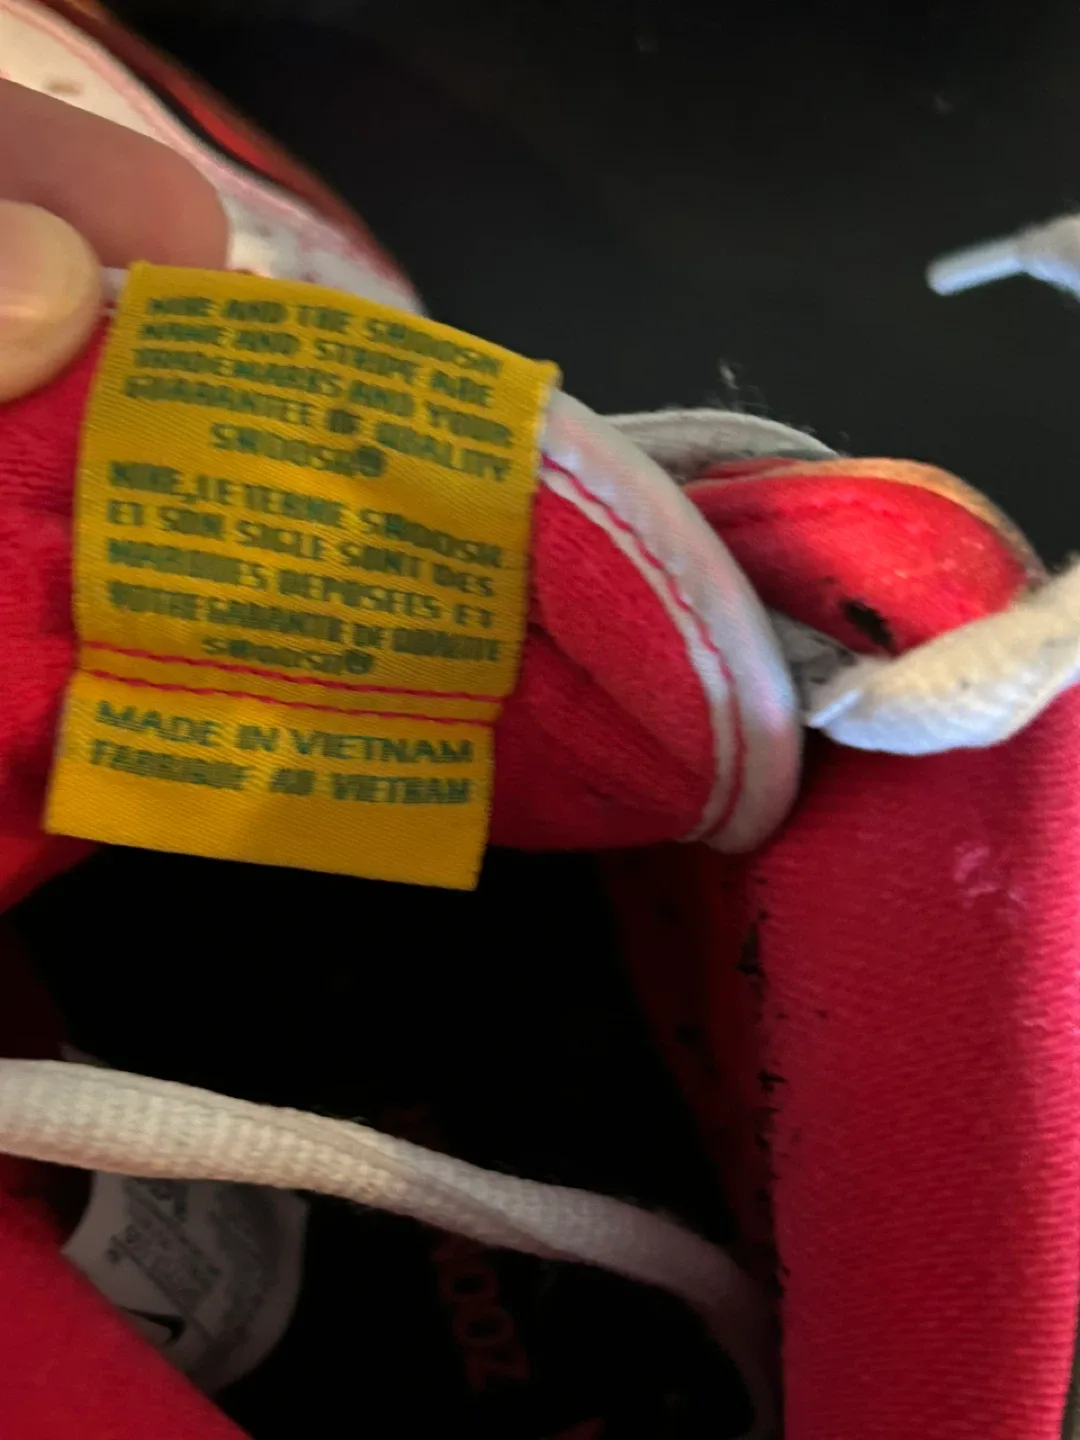 NIKE AND THE SWOOSH
NAME AND STRIPE ARE
TRADEMARKS AND YOUR
GUARANTEE OF QUALITY
SWOOSH®
NIKE, LE TERME SWOOSH
ET SON SIGLE SONT DES
MARQUES DEPOSEES ET
VOTRE GARANTIE DE QUALITE
SWOOSH®
MADE IN VIETNAM
FABRIQUE AU VIETNAM
ZOO